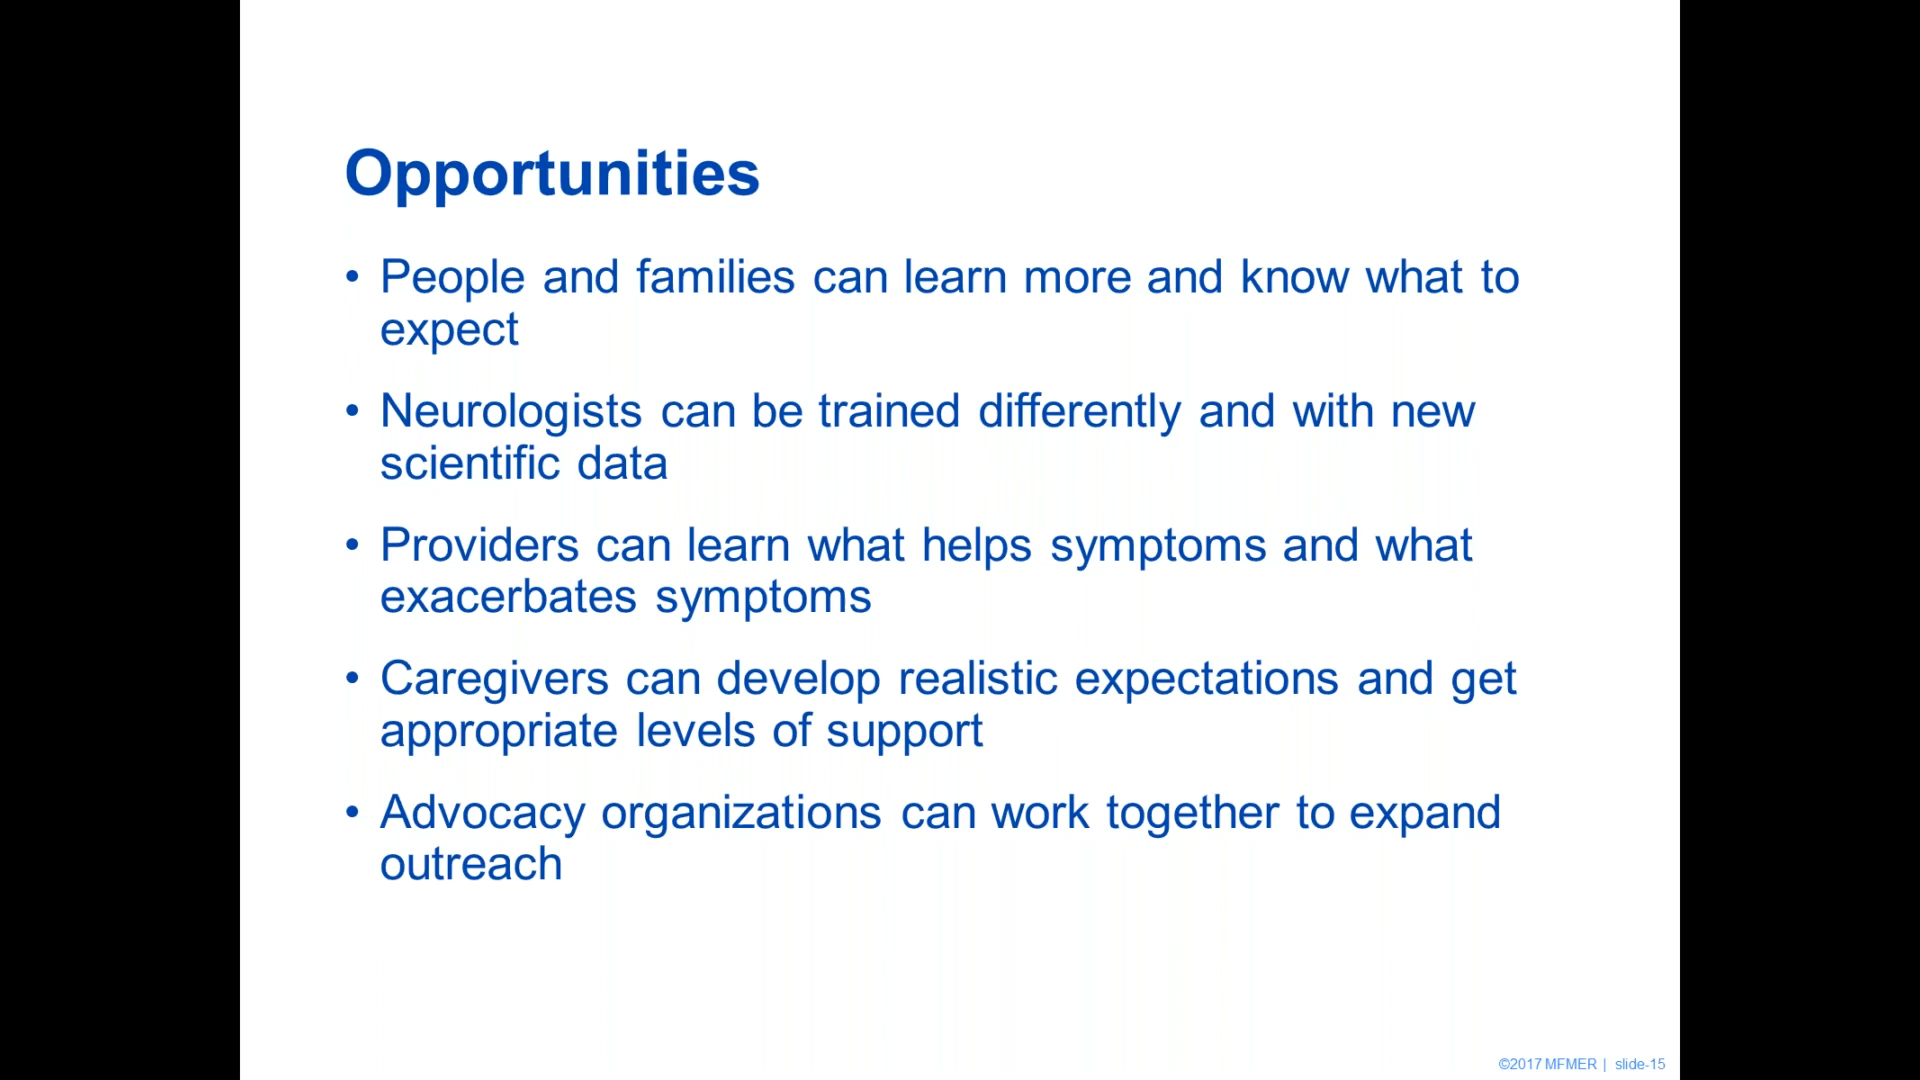 Opportunities
• People and families can learn more and know what to
expect
• Neurologists can be trained differently and with new
scientific data
• Providers can learn what helps symptoms and what
exacerbates symptoms
• Caregivers can develop realistic expectations and get
appropriate levels of support
• Advocacy organizations can work together to expand
outreach
©2017 MFMER | slide-15